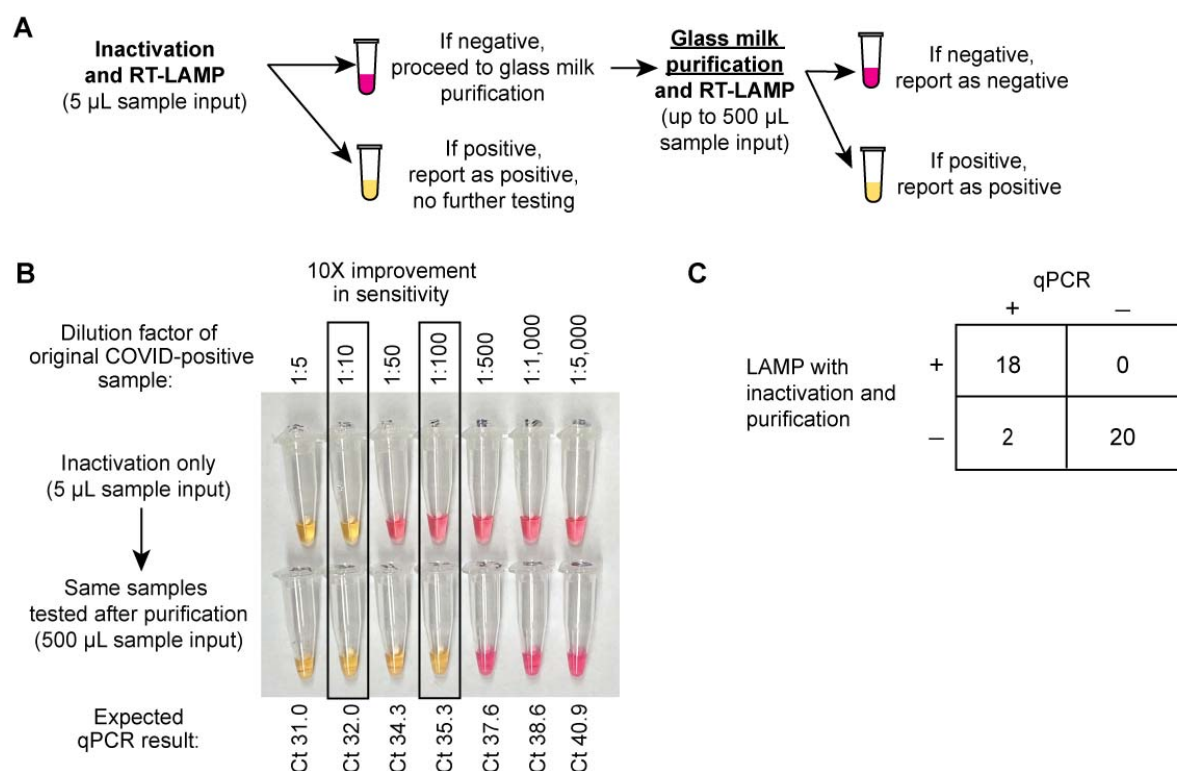 A
Inactivation
and RT-LAMP
(5 µL sample input)
If negative,
proceed to glass milk
purification
If positive,
report as positive,
no further testing
Glass milk
purification
and RT-LAMP
(up to 500 µL
sample input)
If negative,
report as negative
If positive,
report as positive
B
10X improvement
in sensitivity
Dilution factor of
original COVID-positive
sample:
1:5
1:10
1:50
1:100
1:500
1:1,000
1:5,000
Inactivation only
(5 µL sample input)
Same samples
tested after purification
(500 µL sample input)
Expected
qPCR result:
Ct 31.0
Ct 32.0
Ct 34.3
Ct 35.3
Ct 37.6
Ct 38.6
Ct 40.9
C
qPCR
+ –
LAMP with
inactivation and
purification
+ 18 0
– 2 20